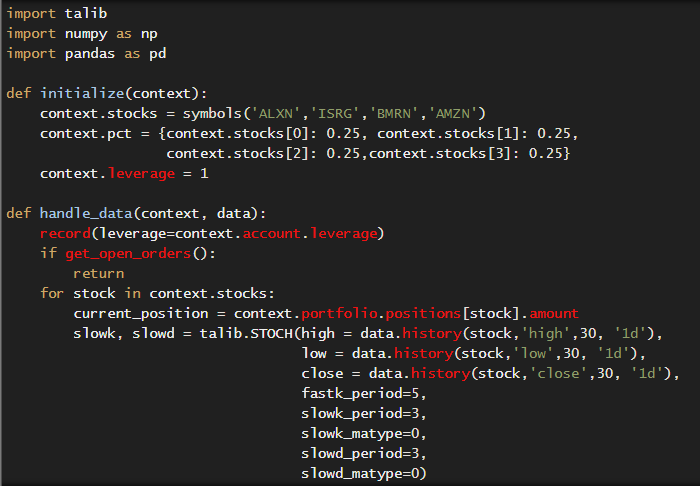 import talib
import numpy as np
import pandas as pd

def initialize(context):
    context.stocks = symbols('ALXN','ISRG','BMRN','AMZN')
    context.pct = {context.stocks[0]: 0.25, context.stocks[1]: 0.25,
                   context.stocks[2]: 0.25,context.stocks[3]: 0.25}
    context.leverage = 1

def handle_data(context, data):
    record(leverage=context.account.leverage)
    if get_open_orders():
        return
    for stock in context.stocks:
        current_position = context.portfolio.positions[stock].amount
        slowk, slowd = talib.STOCH(high = data.history(stock,'high',30, '1d'),
                                   low = data.history(stock,'low',30, '1d'),
                                   close = data.history(stock,'close',30, '1d'),
                                   fastk_period=5,
                                   slowk_period=3,
                                   slowk_matype=0,
                                   slowd_period=3,
                                   slowd_matype=0)